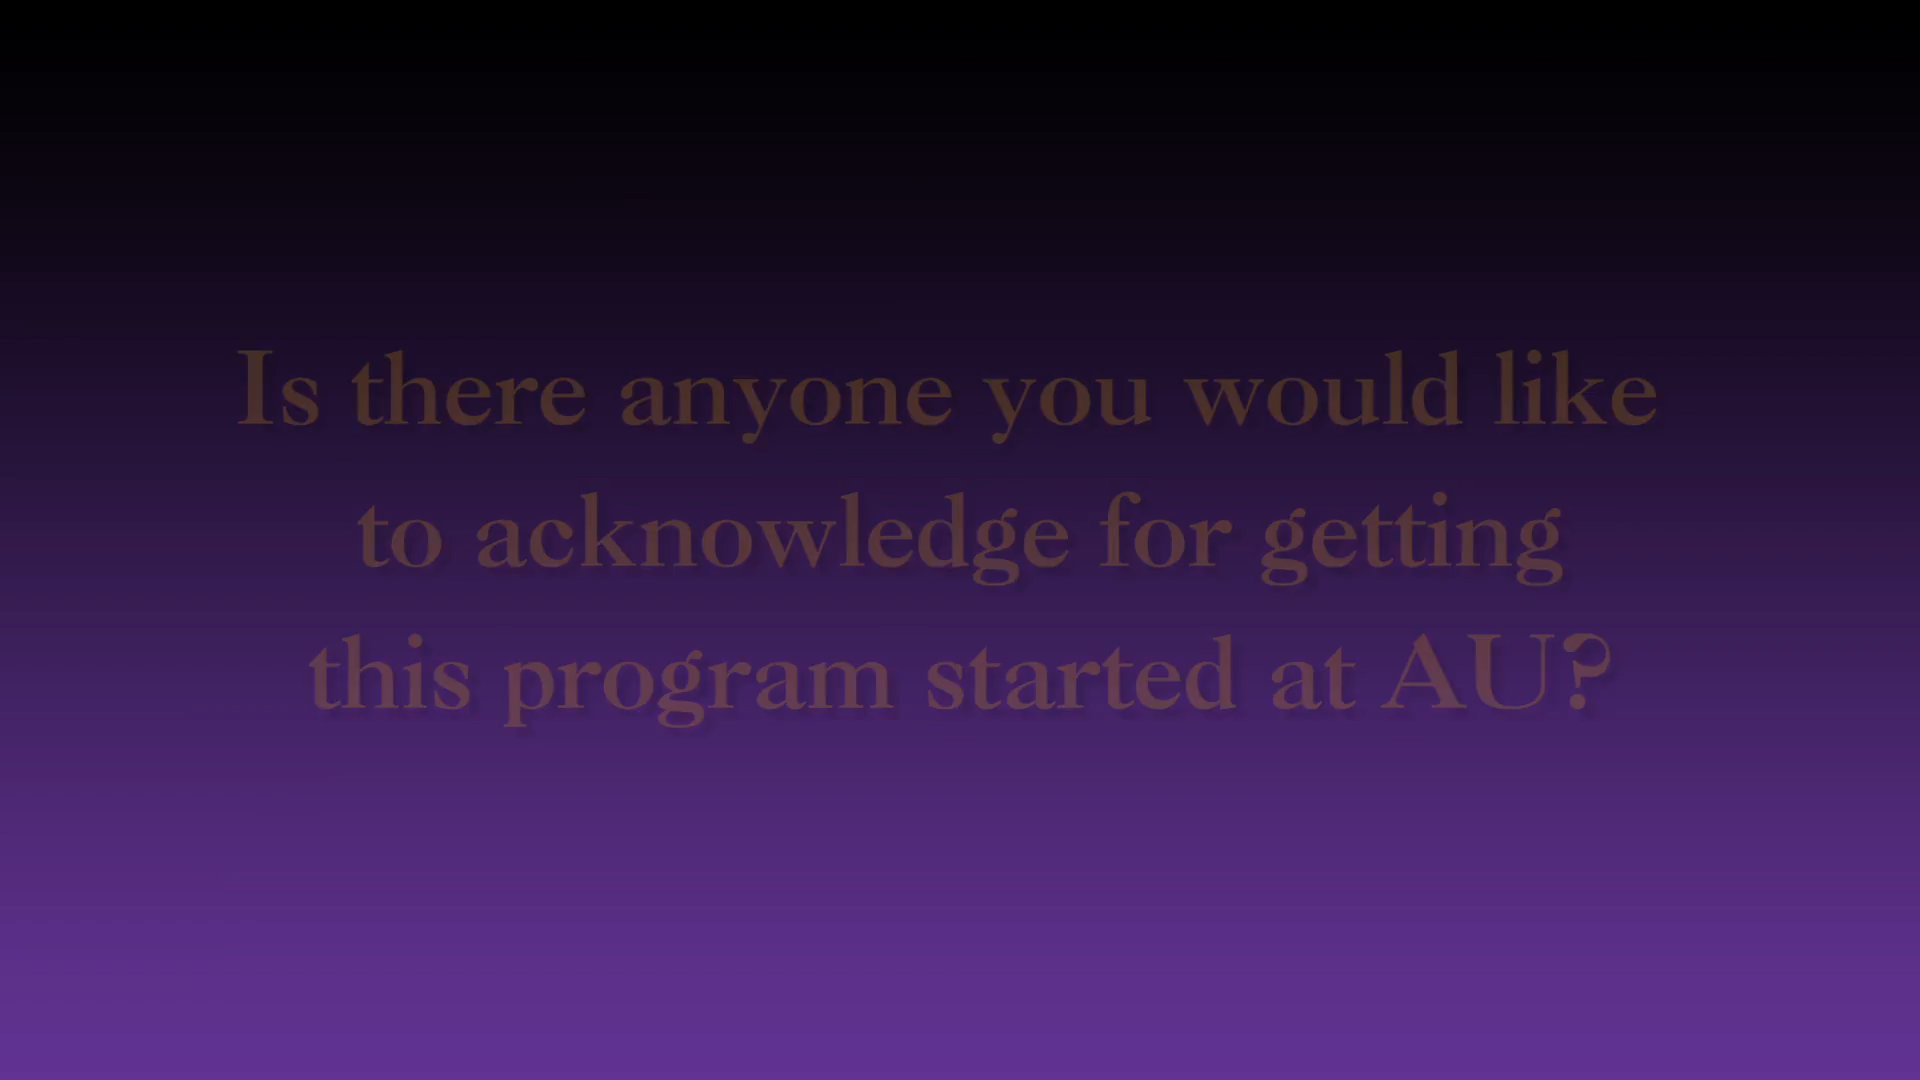 Is there anyone you would like
to acknowledge for getting
this program started at AU?